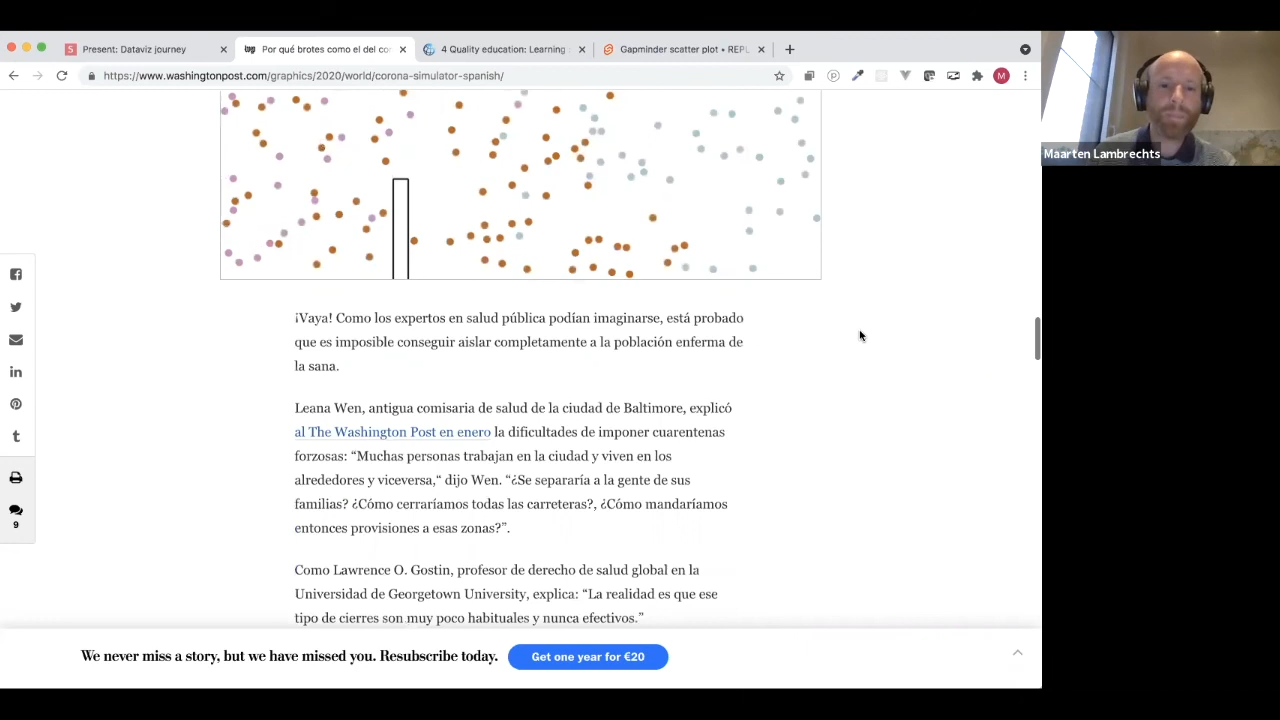 Present: Dataviz journey
Por qué brotes como el del co
4 Quality education: Learning
Gapminder scatter plot • REPL
https://www.washingtonpost.com/graphics/2020/world/corona-simulator-spanish/
M
Maarten Lambrechts
¡Vaya! Como los expertos en salud pública podían imaginarse, está probado
que es imposible conseguir aislar completamente a la población enferma de
la sana.
Leana Wen, antigua comisaria de salud de la ciudad de Baltimore, explicó
al The Washington Post en enero la dificultades de imponer cuarentenas
forzosas: “Muchas personas trabajan en la ciudad y viven en los
alrededores y viceversa,“ dijo Wen. “¿Se separaría a la gente de sus
familias? ¿Cómo cerraríamos todas las carreteras?, ¿Cómo mandaríamos
entonces provisiones a esas zonas?”.
Como Lawrence O. Gostin, profesor de derecho de salud global en la
Universidad de Georgetown University, explica: “La realidad es que ese
tipo de cierres son muy poco habituales y nunca efectivos.”
9
We never miss a story, but we have missed you. Resubscribe today.
Get one year for €20